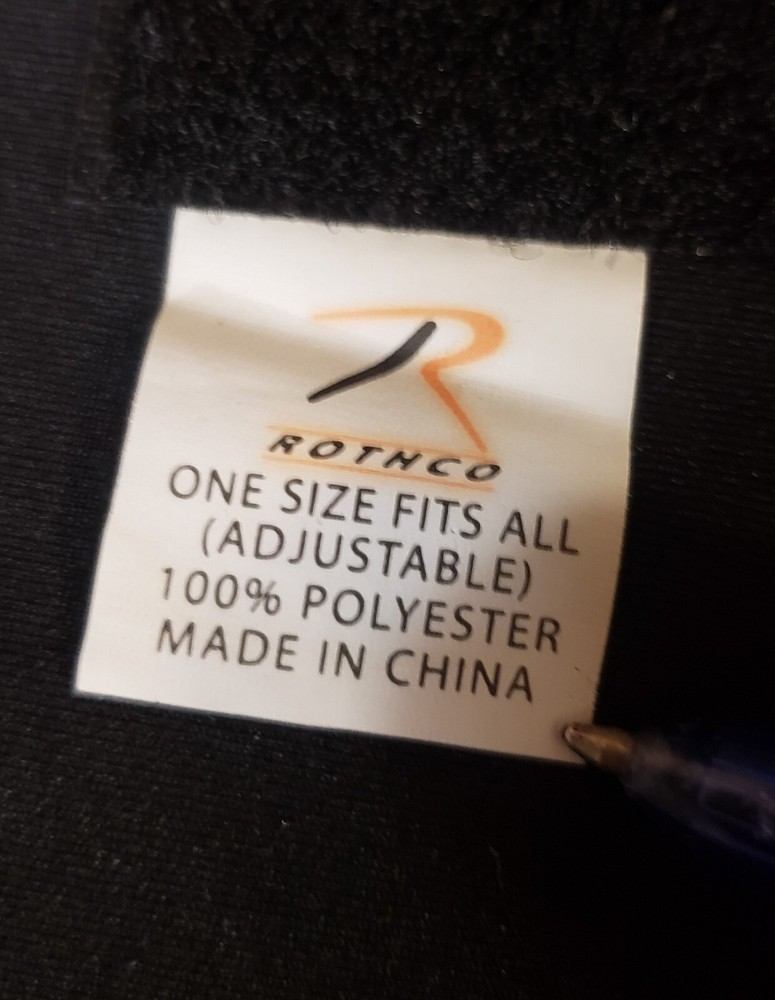 ROTHCO
ONE SIZE FITS ALL
(ADJUSTABLE)
100% POLYESTER
MADE IN CHINA